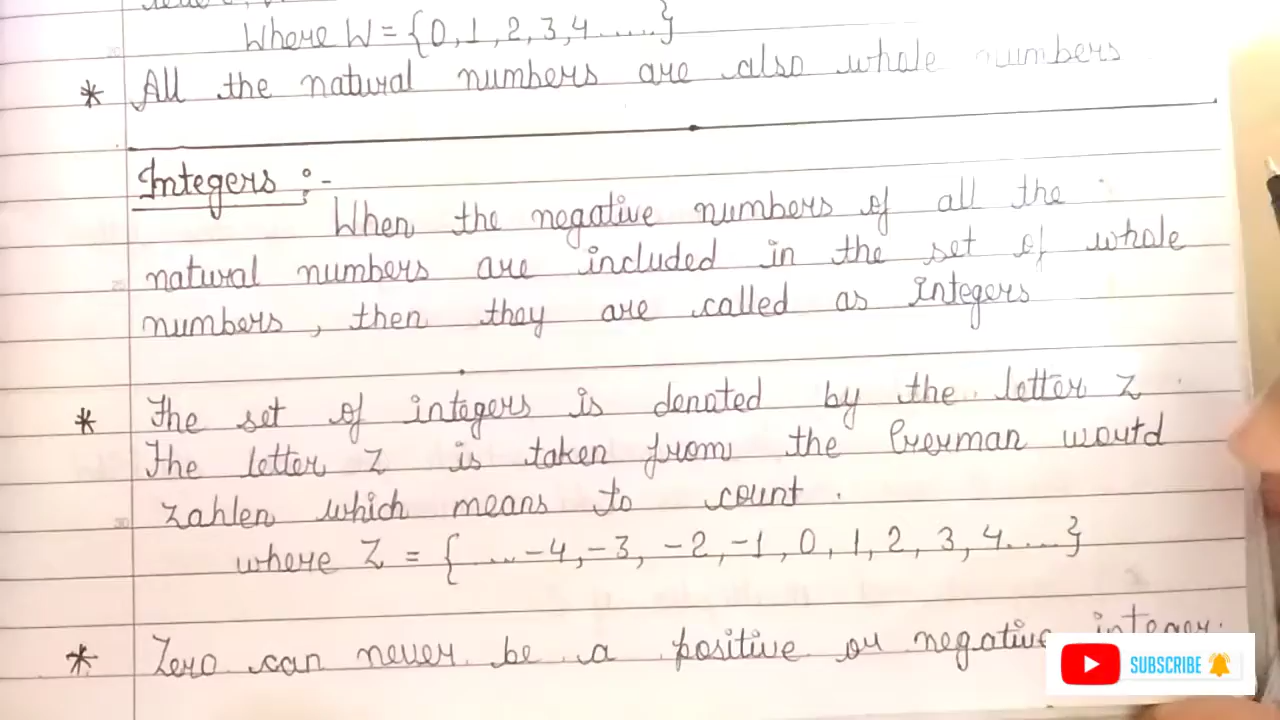 Where W = {0, 1, 2, 3, 4.....}
* All the natural numbers are also whole numbers
Integers :-
When the negative numbers of all the
natural numbers are included in the set of whole
numbers, then they are called as integers
* The set of integers is denoted by the letter Z
The letter Z is taken from the German wourd
zahlen which means to count.
where Z = {...-4, -3, -2, -1, 0, 1, 2, 3, 4.....}
* Zero can never be a positive or negative integer.
SUBSCRIBE